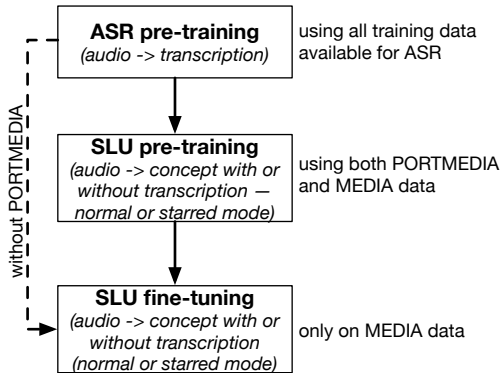 ASR pre-training
(audio -> transcription)
using all training data
available for ASR
without PORTMEDIA
SLU pre-training
(audio -> concept with or
without transcription —
normal or starred mode)
using both PORTMEDIA
and MEDIA data
SLU fine-tuning
(audio -> concept with or
without transcription
(normal or starred mode)
only on MEDIA data